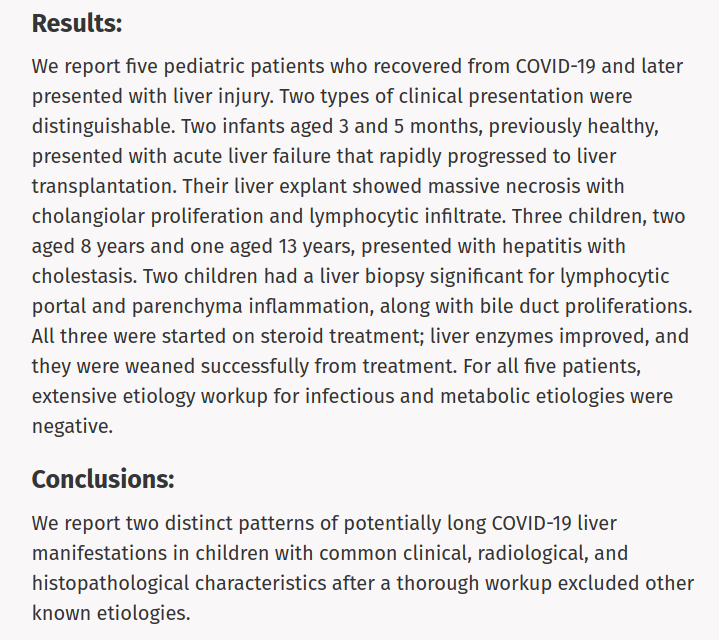 Results:
We report five pediatric patients who recovered from COVID-19 and later
presented with liver injury. Two types of clinical presentation were
distinguishable. Two infants aged 3 and 5 months, previously healthy,
presented with acute liver failure that rapidly progressed to liver
transplantation. Their liver explant showed massive necrosis with
cholangiolar proliferation and lymphocytic infiltrate. Three children, two
aged 8 years and one aged 13 years, presented with hepatitis with
cholestasis. Two children had a liver biopsy significant for lymphocytic
portal and parenchyma inflammation, along with bile duct proliferations.
All three were started on steroid treatment; liver enzymes improved, and
they were weaned successfully from treatment. For all five patients,
extensive etiology workup for infectious and metabolic etiologies were
negative.
Conclusions:
We report two distinct patterns of potentially long COVID-19 liver
manifestations in children with common clinical, radiological, and
histopathological characteristics after a thorough workup excluded other
known etiologies.